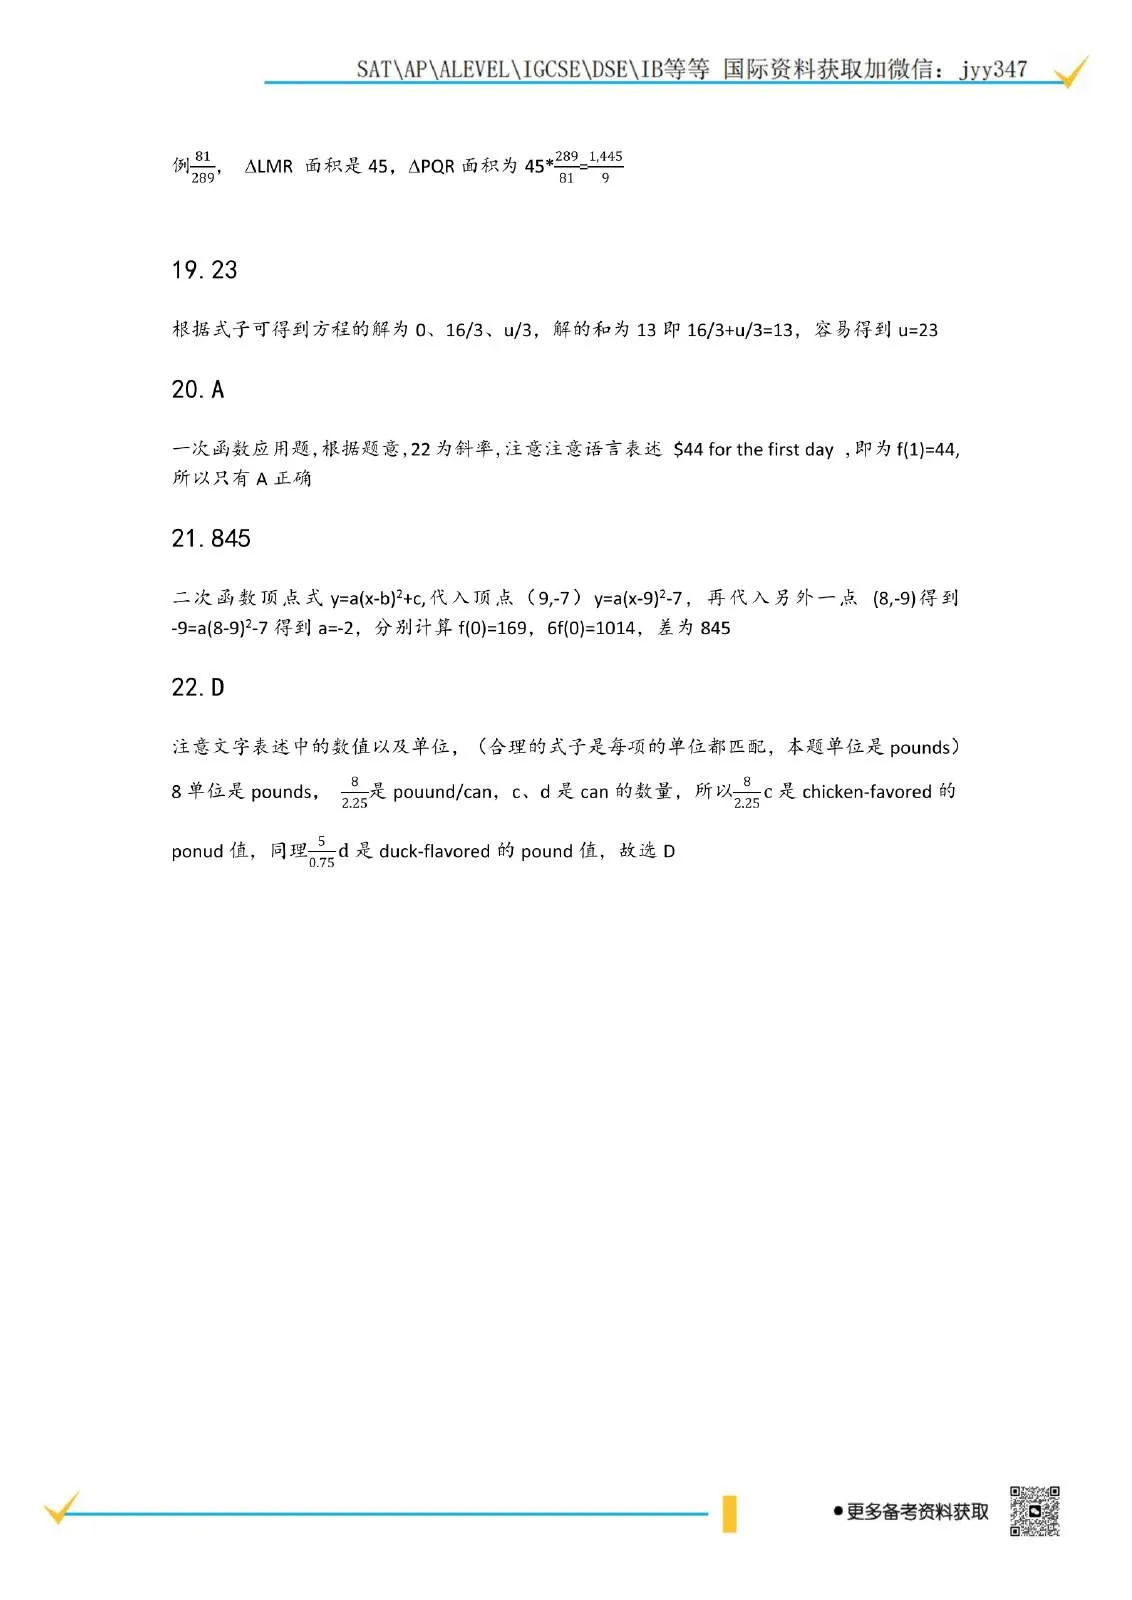 SAT\AP\ALEVEL\IGCSE\DSE\IB等等 国际资料获取加微信：jyy347
例81/289， ΔLMR 面积是 45，ΔPQR 面积为 45*289/81=1,445/9
19. 23
根据式子可得到方程的解为 0、16/3、u/3，解的和为 13 即 16/3+u/3=13，容易得到 u=23
20. A
一次函数应用题,根据题意,22 为斜率,注意注意语言表述 $44 for the first day ,即为 f(1)=44,
所以只有 A 正确
21. 845
二次函数顶点式 y=a(x-b)²+c,代入顶点（9,-7）y=a(x-9)²-7，再代入另外一点 (8,-9)得到
-9=a(8-9)²-7 得到 a=-2，分别计算 f(0)=169，6f(0)=1014，差为 845
22. D
注意文字表述中的数值以及单位，（合理的式子是每项的单位都匹配，本题单位是 pounds）
8 单位是 pounds， 8/2.25是 pouund/can，c、d 是 can 的数量，所以8/2.25 c 是 chicken-favored 的
ponud 值，同理5/0.75 d 是 duck-flavored 的 pound 值，故选 D
●更多备考资料获取